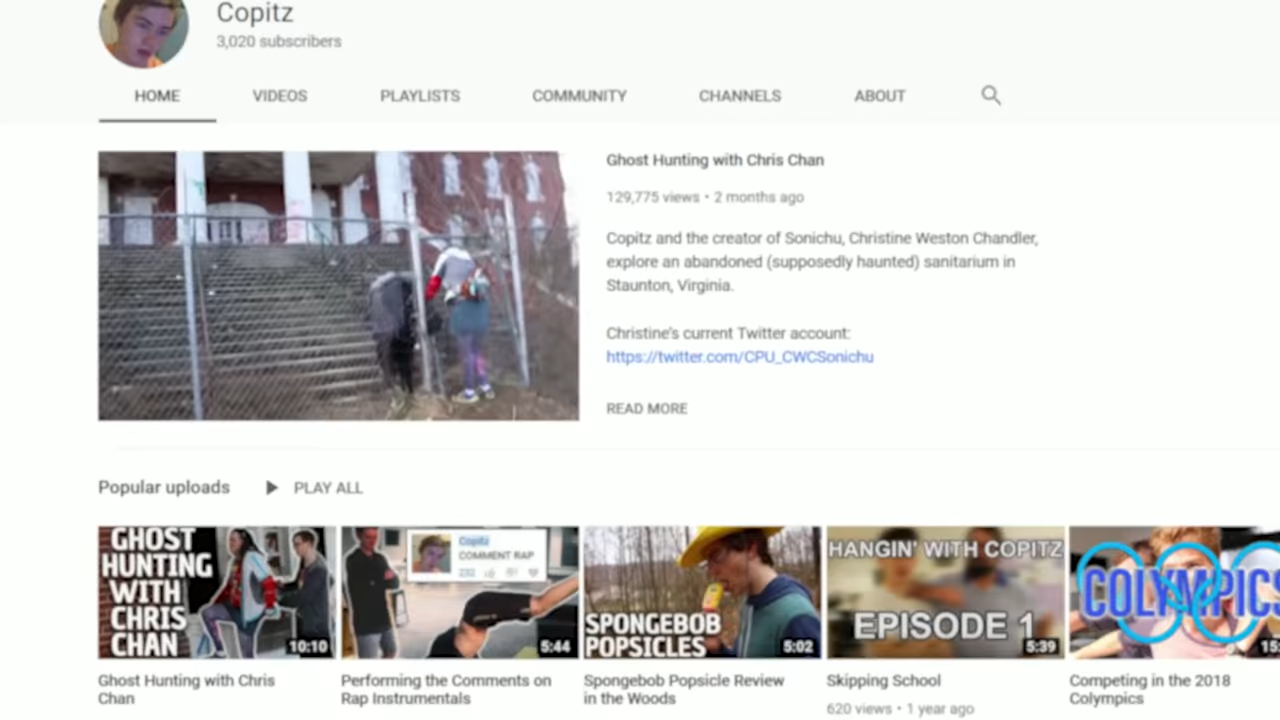 Copitz
3,020 subscribers
HOME VIDEOS PLAYLISTS COMMUNITY CHANNELS ABOUT
Ghost Hunting with Chris Chan
129,775 views • 2 months ago
Copitz and the creator of Sonichu, Christine Weston Chandler,
explore an abandoned (supposedly haunted) sanitarium in
Staunton, Virginia.
Christine's current Twitter account:
https://twitter.com/CPU_CWCSonichu
READ MORE
Popular uploads PLAY ALL
GHOST
HUNTING
WITH
CHRIS
CHAN
10:10
Copitz
COMMENT RAP
232
5:44
SPONGEBOB
POPSICLES
5:02
HANGIN' WITH COPITZ
EPISODE 1
5:39
COLYMPICS
15:
Ghost Hunting with Chris
Chan
Performing the Comments on
Rap Instrumentals
Spongebob Popsicle Review
in the Woods
Skipping School
620 views • 1 year ago
Competing in the 2018
Colympics